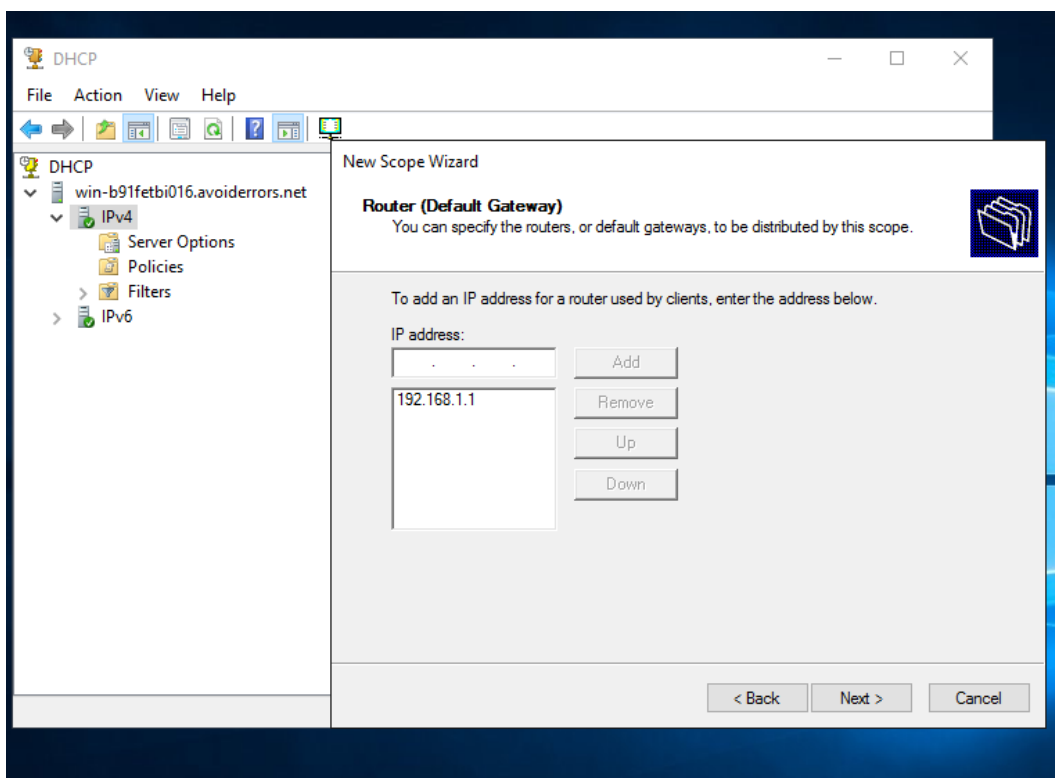 DHCP
File Action View Help
DHCP
win-b91fetbi016.avoiderrors.net
IPv4
Server Options
Policies
Filters
IPv6
New Scope Wizard
Router (Default Gateway)
You can specify the routers, or default gateways, to be distributed by this scope.
To add an IP address for a router used by clients, enter the address below.
IP address:
. . .
Add
192.168.1.1
Remove
Up
Down
< Back Next > Cancel